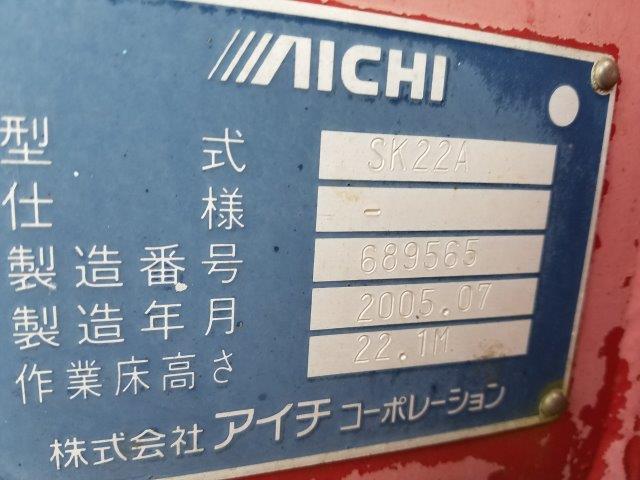 AICHI
型式 SK22A
仕様 -
製造番号 689565
製造年月 2005.07
作業床高さ 22.1M
株式会社 アイチ コーポレーション